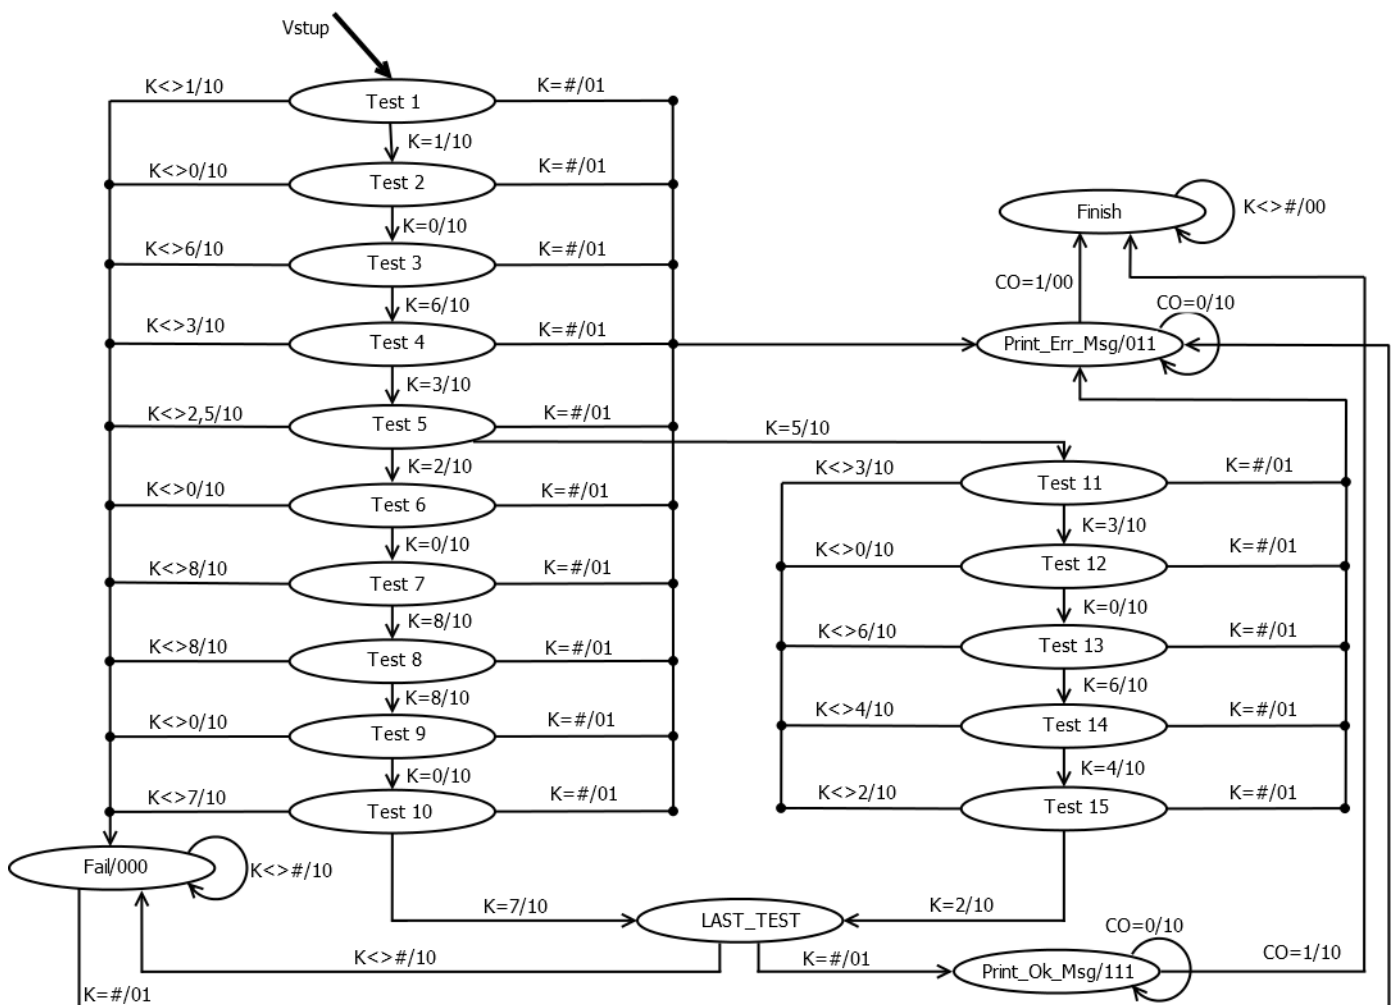 Vstup
K<>1/10
Test 1
K=#/01
K=1/10
K<>0/10
Test 2
K=#/01
K=0/10
K<>6/10
Test 3
K=#/01
K=6/10
K<>3/10
Test 4
K=#/01
K=3/10
K<>2,5/10
Test 5
K=#/01
K=2/10
K<>0/10
Test 6
K=#/01
K=0/10
K<>8/10
Test 7
K=#/01
K=8/10
K<>8/10
Test 8
K=#/01
K=8/10
K<>0/10
Test 9
K=#/01
K=0/10
K<>7/10
Test 10
K=#/01
Fail/000
K<>#/10
K=7/10
K<>#/10
K=#/01
Finish
K<>#/00
CO=1/00
CO=0/10
Print_Err_Msg/011
K=5/10
K<>3/10
Test 11
K=#/01
K=3/10
K<>0/10
Test 12
K=#/01
K=0/10
K<>6/10
Test 13
K=#/01
K=6/10
K<>4/10
Test 14
K=#/01
K=4/10
K<>2/10
Test 15
K=#/01
K=2/10
LAST_TEST
K=#/01
CO=0/10
Print_Ok_Msg/111
CO=1/10